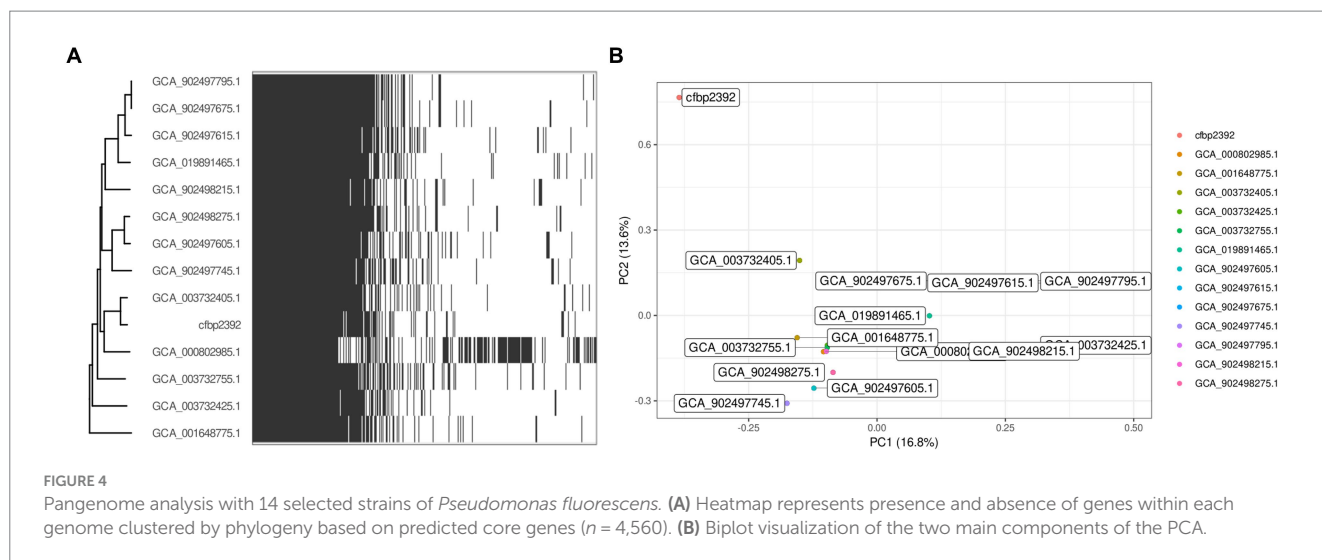 A
GCA_902497795.1
GCA_902497675.1
GCA_902497615.1
GCA_019891465.1
GCA_902498215.1
GCA_902498275.1
GCA_902497605.1
GCA_902497745.1
GCA_003732405.1
cfbp2392
GCA_000802985.1
GCA_003732755.1
GCA_003732425.1
GCA_001648775.1
B
PC2 (13.6%)
0.6
0.3
0.0
-0.3
cfbp2392
GCA_003732405.1
GCA_902497675.1
GCA_902497615.1
GCA_902497795.1
GCA_019891465.1
GCA_001648775.1
GCA_003732755.1
GCA_00080
GCA_902498215.1
_003732425.1
GCA_902498275.1
GCA_902497605.1
GCA_902497745.1
-0.25
0.00
0.25
0.50
PC1 (16.8%)
cfbp2392
GCA_000802985.1
GCA_001648775.1
GCA_003732405.1
GCA_003732425.1
GCA_003732755.1
GCA_019891465.1
GCA_902497605.1
GCA_902497615.1
GCA_902497675.1
GCA_902497745.1
GCA_902497795.1
GCA_902498215.1
GCA_902498275.1
FIGURE 4
Pangenome analysis with 14 selected strains of Pseudomonas fluorescens. (A) Heatmap represents presence and absence of genes within each
genome clustered by phylogeny based on predicted core genes (n = 4,560). (B) Biplot visualization of the two main components of the PCA.